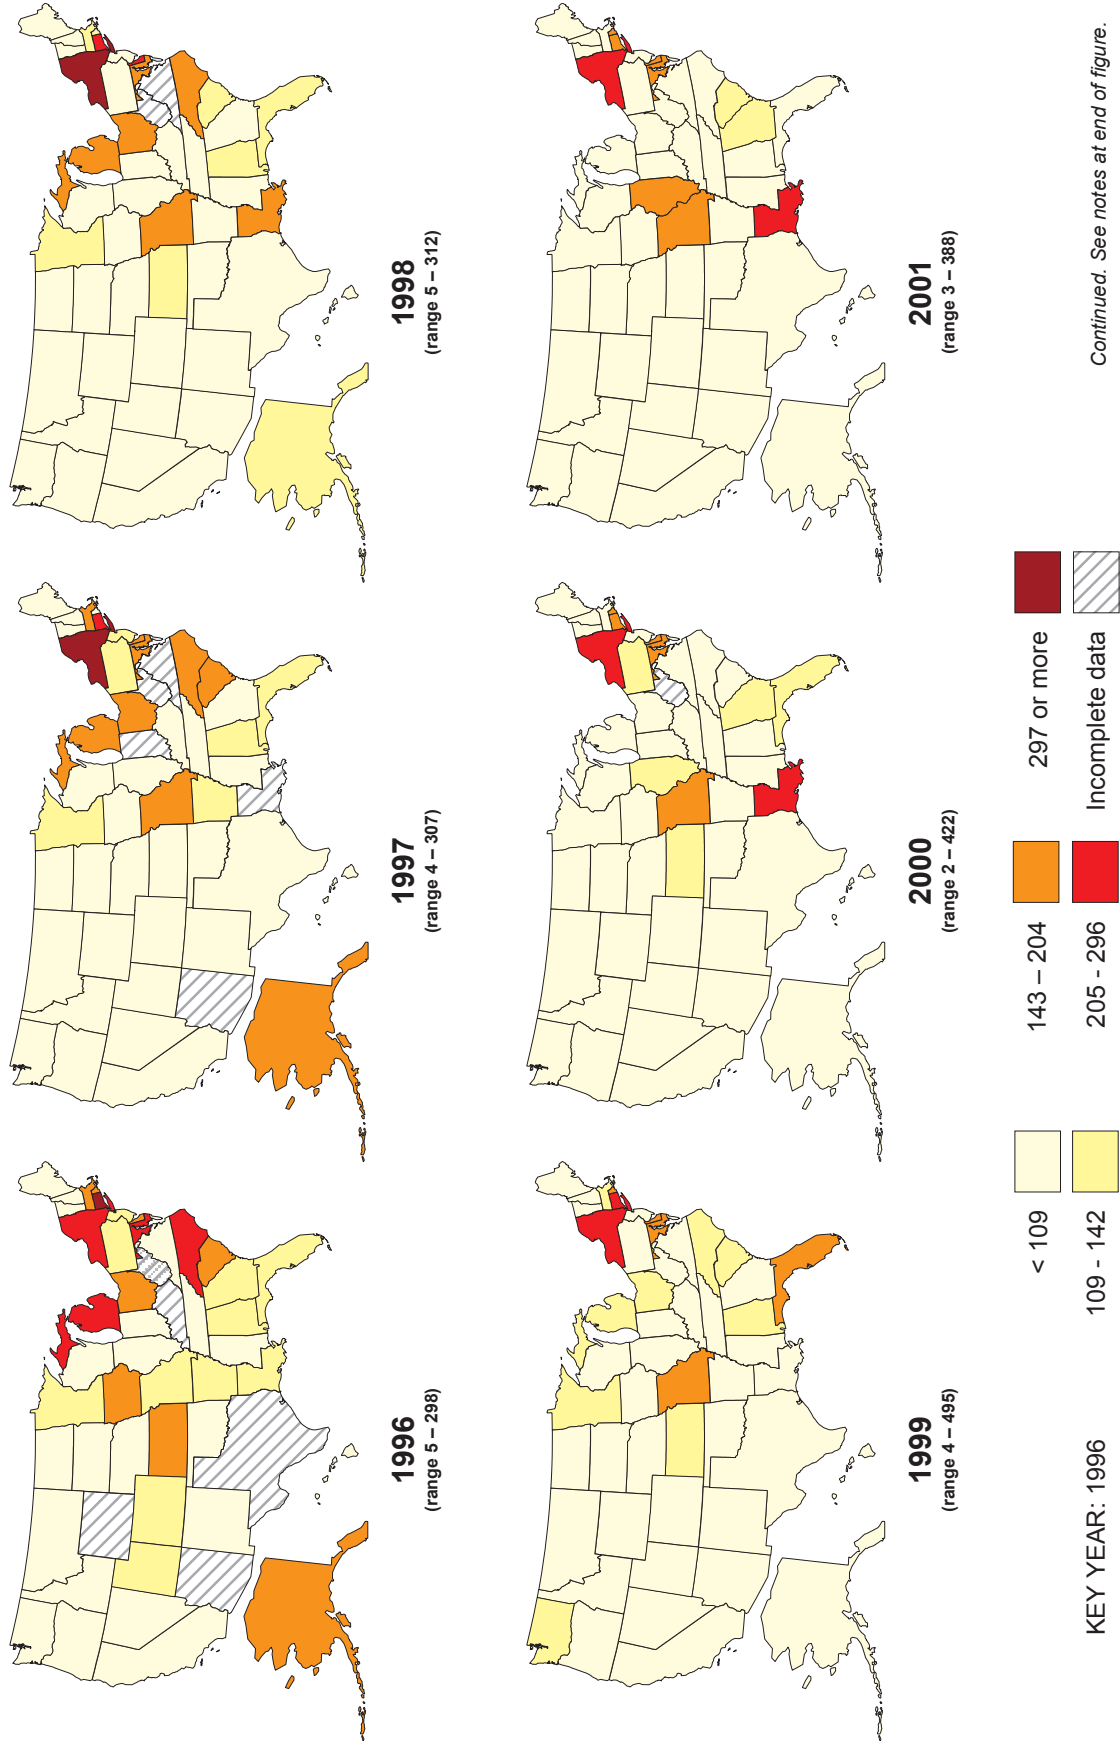 1996
(range 5 – 298)
1997
(range 4 – 307)
1998
(range 5 – 312)
1999
(range 4 – 495)
2000
(range 2 – 422)
2001
(range 3 – 388)
KEY YEAR: 1996
< 109
143 – 204
297 or more
109 - 142
205 - 296
Incomplete data
Continued. See notes at end of figure.